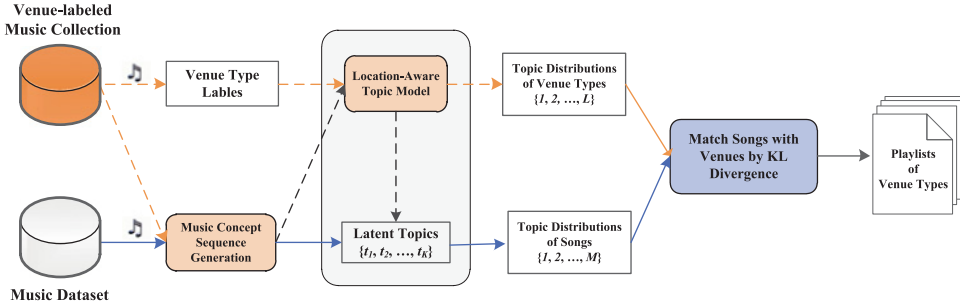 Venue-labeled
Music Collection
Venue Type
Lables
Location-Aware
Topic Model
Topic Distributions
of Venue Types
{1, 2, ..., L}
Match Songs with
Venues by KL
Divergence
Playlists
of
Venue Types
Music Concept
Sequence
Generation
Latent Topics
{t1, t2, ..., tK}
Topic Distributions
of Songs
{1, 2, ..., M}
Music Dataset